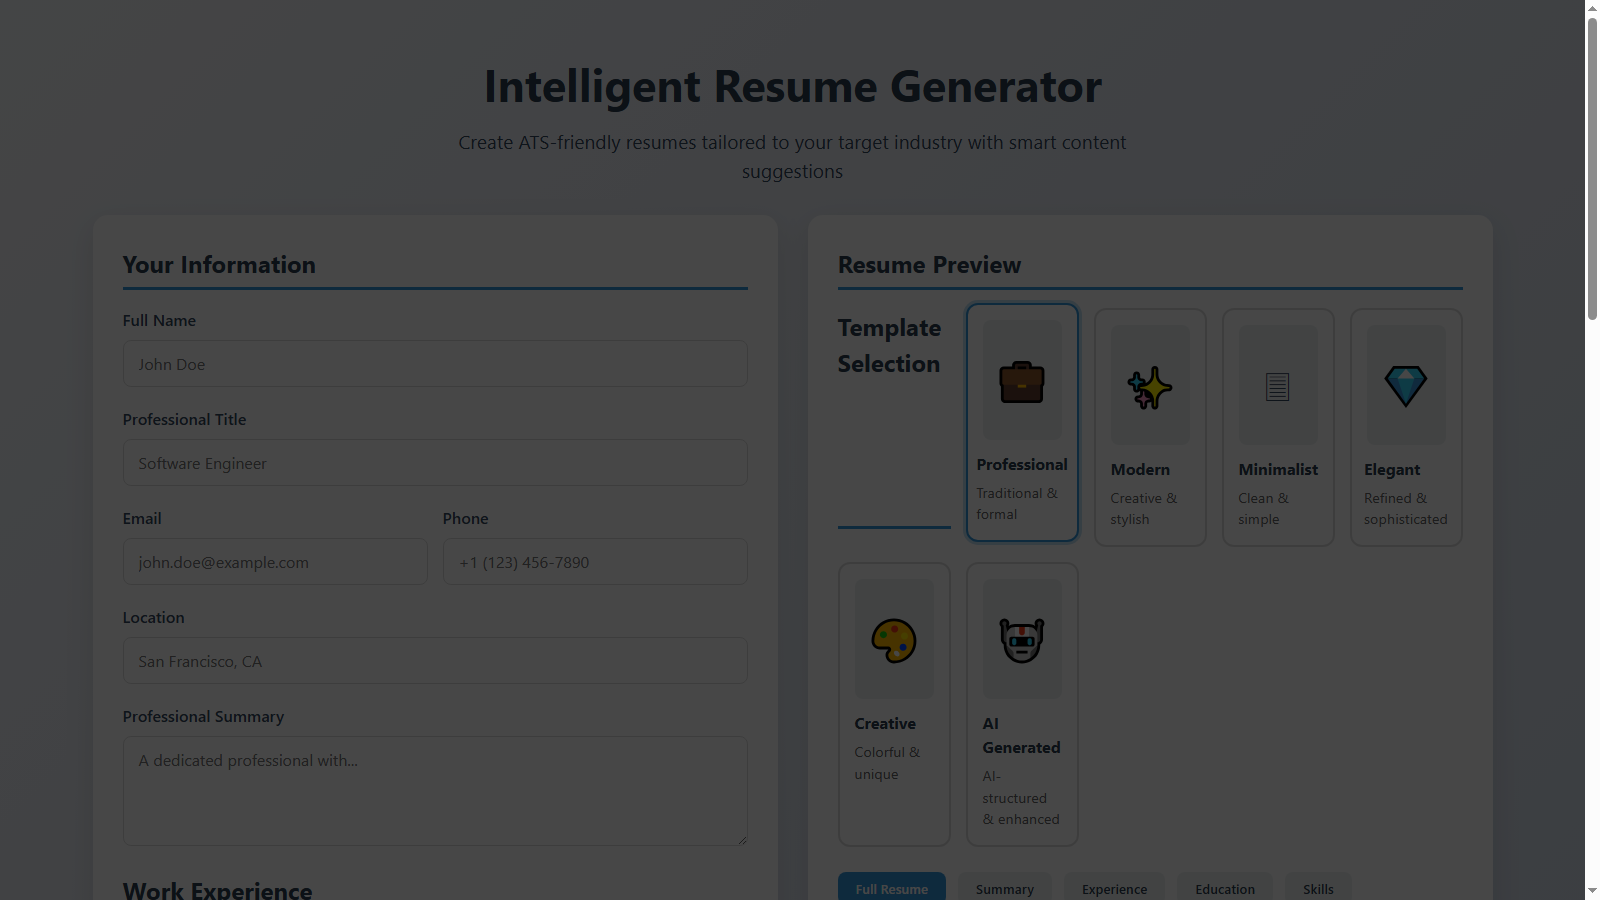 Intelligent Resume Generator
Create ATS-friendly resumes tailored to your target industry with smart content
suggestions
Your Information
Full Name
John Doe
Professional Title
Software Engineer
Email
Phone
john.doe@example.com
+1 (123) 456-7890
Location
San Francisco, CA
Professional Summary
A dedicated professional with...
Work Experience
Resume Preview
Template
Selection
Professional
Traditional &
formal
Modern
Creative &
stylish
Minimalist
Clean &
simple
Elegant
Refined &
sophisticated
Creative
Colorful &
unique
AI
Generated
AI-
structured
& enhanced
Full Resume
Summary
Experience
Education
Skills